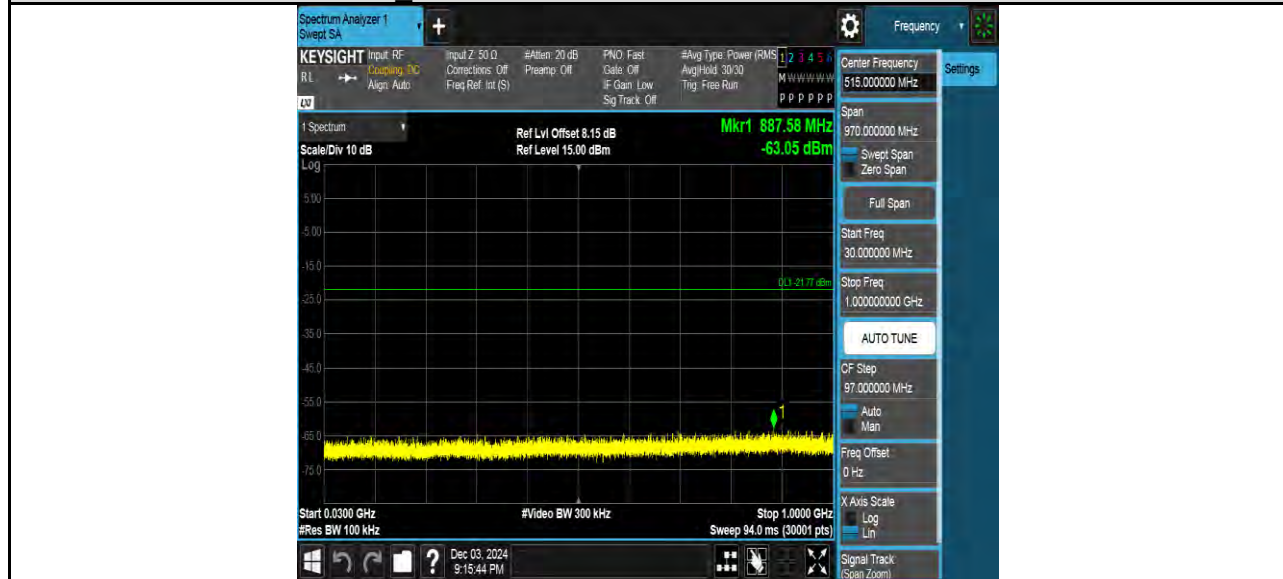 Spectrum Analyzer 1
Swept SA
+
Frequency
KEYSIGHT
RL
LXI
Input: RF
Coupling: DC
Align: Auto
Input Z: 50 Ω
Corrections: Off
Freq Ref: Int (S)
#Atten: 20 dB
Preamp: Off
PNO: Fast
Gate: Off
IF Gain: Low
Sig Track: Off
#Avg Type: Power (RMS
Avg|Hold: 30/30
Trig: Free Run
1 2 3 4 5 6
M W W W W W
P P P P P P
1 Spectrum
Scale/Div 10 dB
Log
Ref Lvl Offset 8.15 dB
Ref Level 15.00 dBm
Mkr1 887.58 MHz
-63.05 dBm
5.00
-5.00
-15.0
DL1 -21.77 dBm
-25.0
-35.0
-45.0
-55.0
1
-65.0
-75.0
Start 0.0300 GHz
#Res BW 100 kHz
#Video BW 300 kHz
Stop 1.0000 GHz
Sweep 94.0 ms (30001 pts)
?
Dec 03, 2024
9:15:44 PM
Center Frequency
515.000000 MHz
Settings
Span
970.000000 MHz
Swept Span
Zero Span
Full Span
Start Freq
30.000000 MHz
Stop Freq
1.000000000 GHz
AUTO TUNE
CF Step
97.000000 MHz
Auto
Man
Freq Offset
0 Hz
X Axis Scale
Log
Lin
Signal Track
(Span Zoom)